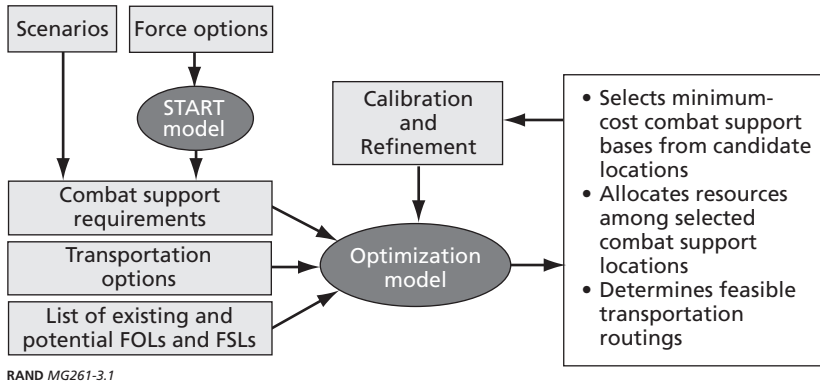 Scenarios
Force options
START
model
Combat support
requirements
Transportation
options
List of existing and
potential FOLs and FSLs
Calibration
and
Refinement
Optimization
model
• Selects minimum-
cost combat support
bases from candidate
locations
• Allocates resources
among selected
combat support
locations
• Determines feasible
transportation
routings
RAND MG261-3.1